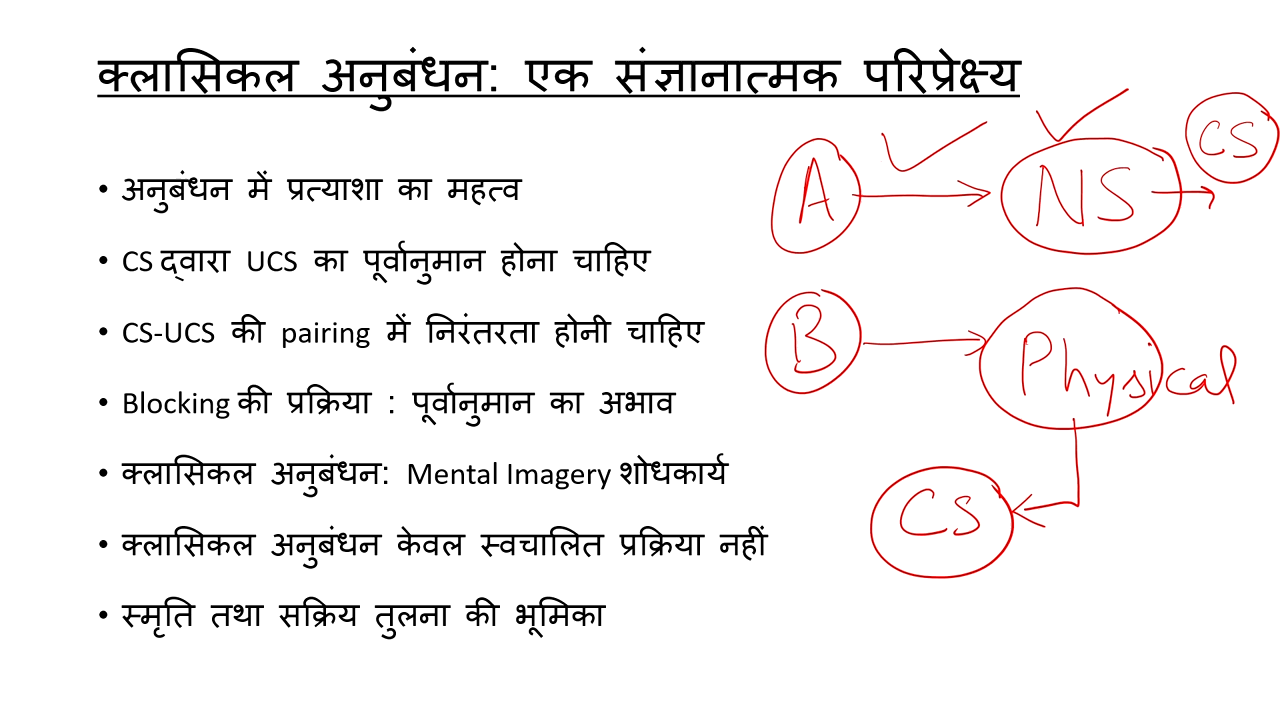 क्लासिकल अनुबंधन: एक संज्ञानात्मक परिप्रेक्ष्य
• अनुबंधन में प्रत्याशा का महत्व
• CS द्वारा UCS का पूर्वानुमान होना चाहिए
• CS-UCS की pairing में निरंतरता होनी चाहिए
• Blocking की प्रक्रिया : पूर्वानुमान का अभाव
• क्लासिकल अनुबंधन: Mental Imagery शोधकार्य
• क्लासिकल अनुबंधन केवल स्वचालित प्रक्रिया नहीं
• स्मृति तथा सक्रिय तुलना की भूमिका
A NS CS
B Physical
CS